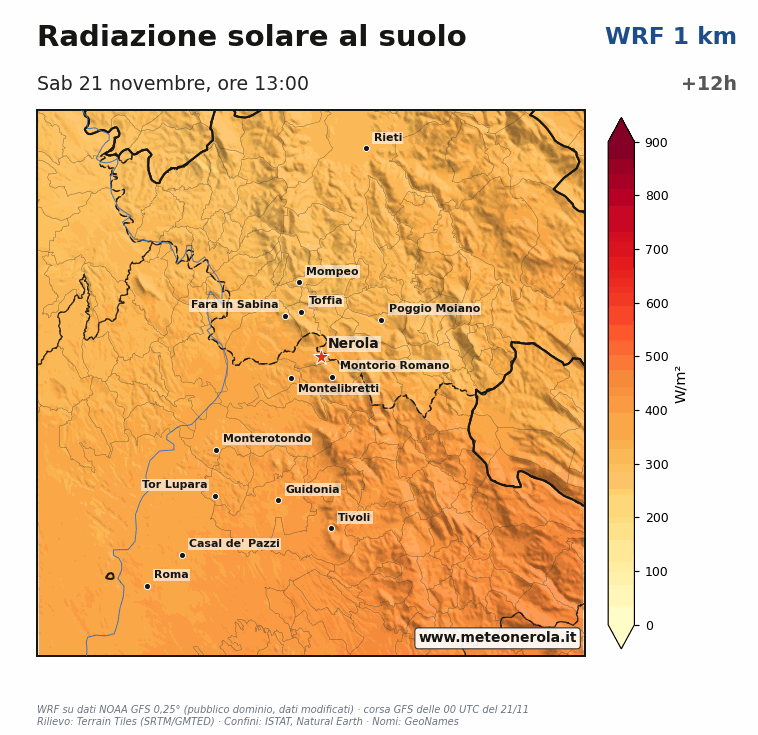 Radiazione solare al suolo
WRF 1 km
Sab 21 novembre, ore 13:00
+12h
Rieti
Mompeo
Toffia
Fara in Sabina
Poggio Moiano
Nerola
Montorio Romano
Montelibretti
Monterotondo
Tor Lupara
Guidonia
Tivoli
Casal de' Pazzi
Roma
www.meteonerola.it
900
800
700
600
500
400
300
200
100
0
W/m²
WRF su dati NOAA GFS 0,25° (pubblico dominio, dati modificati) · corsa GFS delle 00 UTC del 21/11
Rilievo: Terrain Tiles (SRTM/GMTED) · Confini: ISTAT, Natural Earth · Nomi: GeoNames